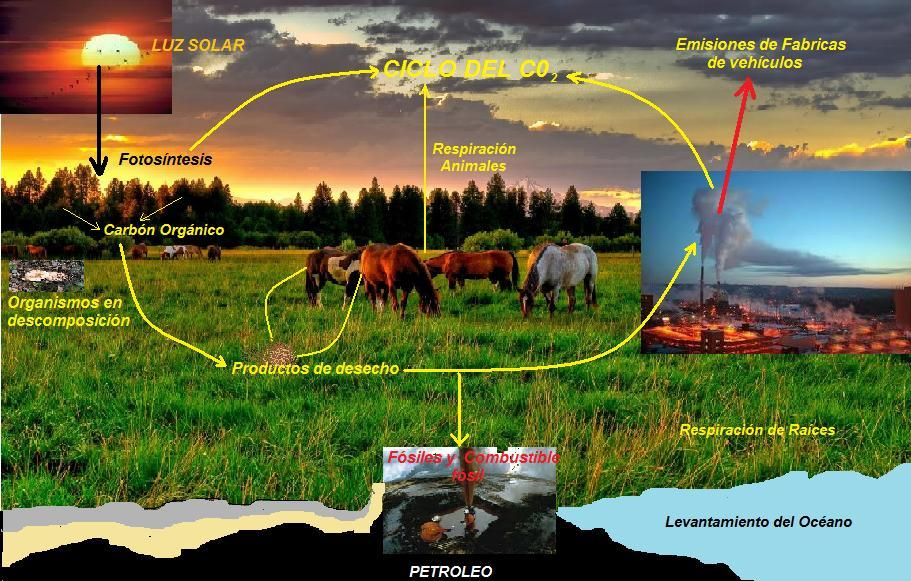 LUZ SOLAR
Emisiones de Fabricas
de vehículos
CICLO DEL C0₂
Fotosíntesis
Respiración
Animales
Carbón Orgánico
Organismos en
descomposición
Productos de desecho
Respiración de Raíces
Fósiles y Combustible
fósil
Levantamiento del Océano
PETROLEO